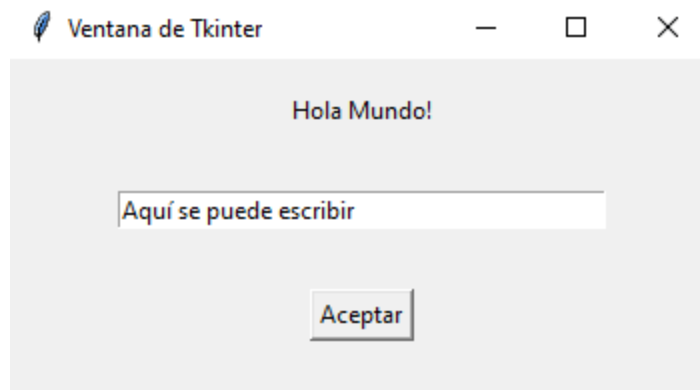 Ventana de Tkinter
Hola Mundo!
Aquí se puede escribir
Aceptar